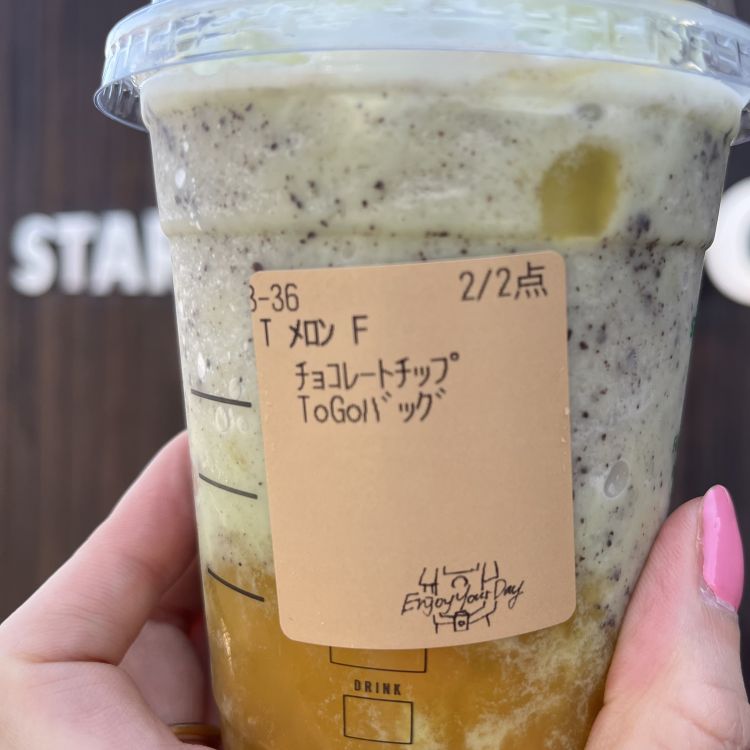 STAR
3-36 2/2点
T メロン F
チョコレートチップ
ToGoバッグ
Enjoy Your Day
DRINK